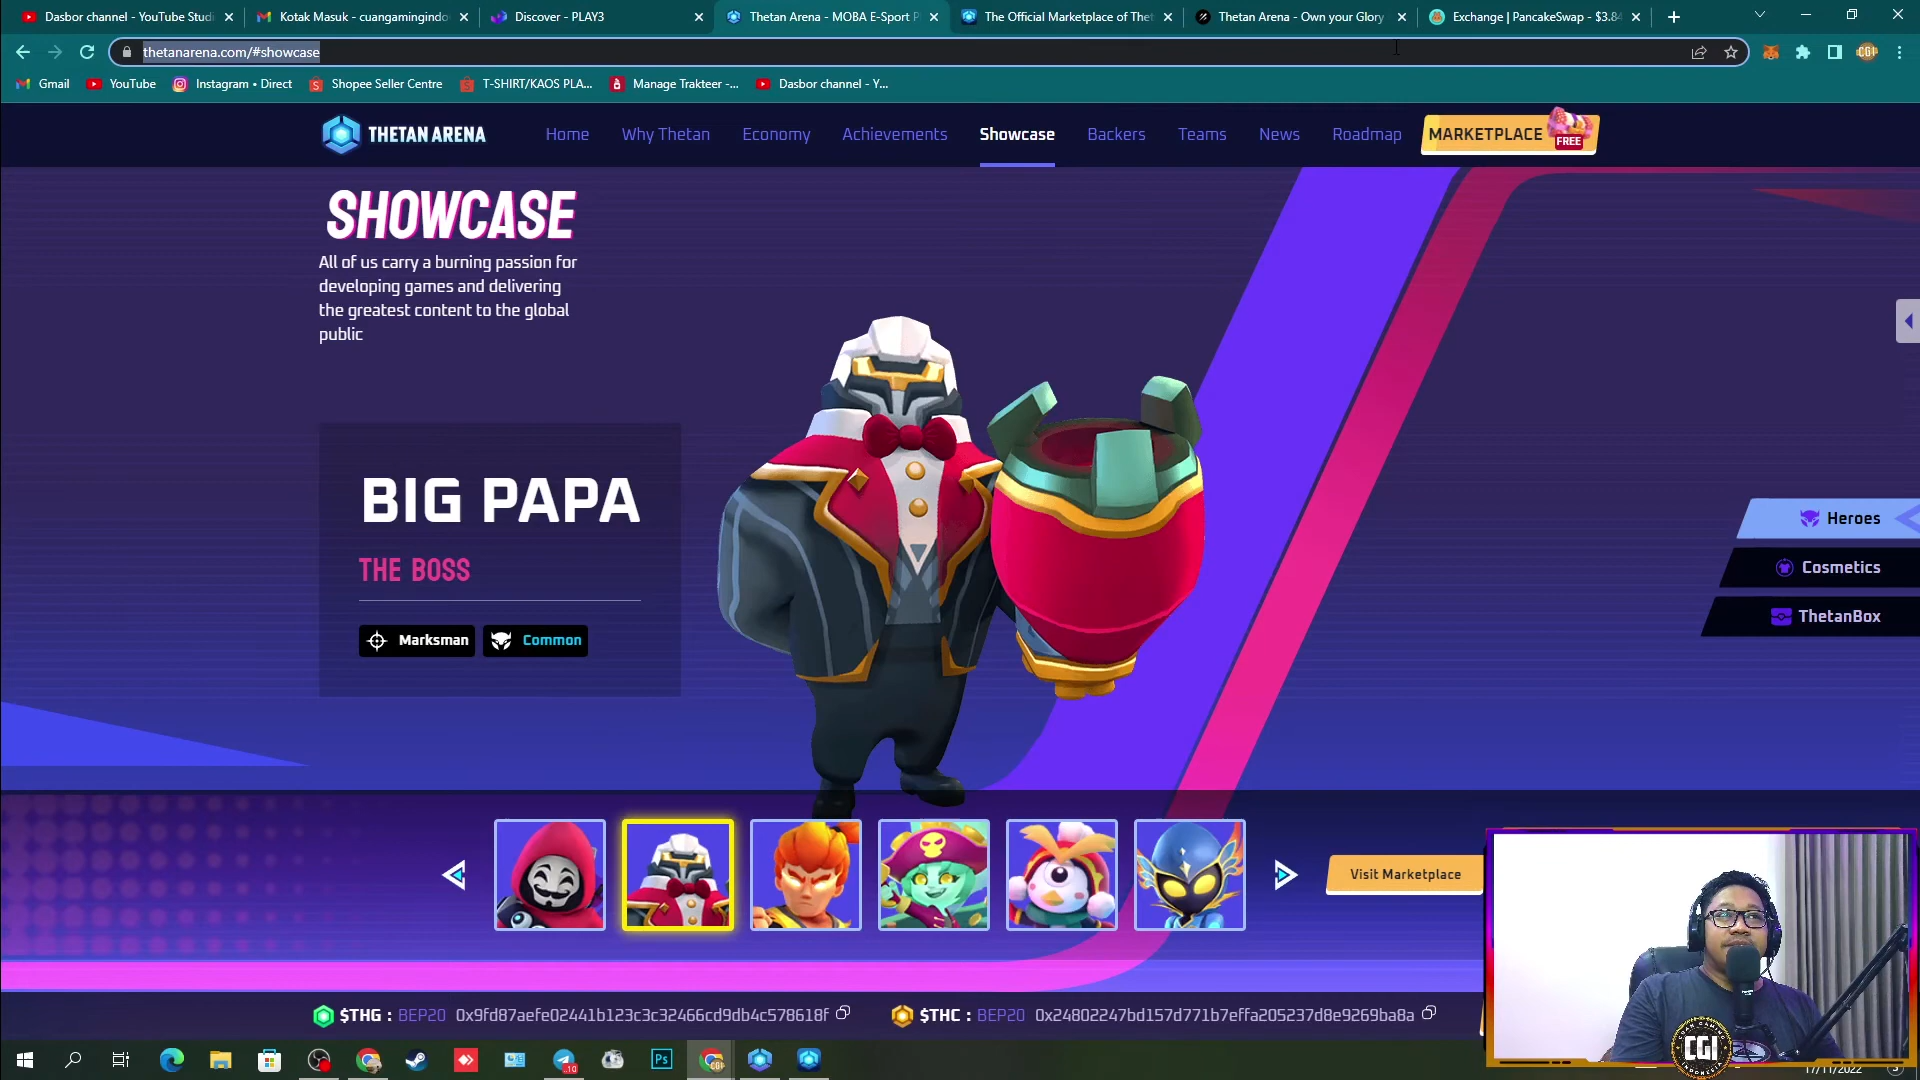 Dasbor channel - YouTube Studi
Kotak Masuk - cuangamingindo
Discover - PLAY3
Thetan Arena - MOBA E-Sport P
The Official Marketplace of Thet
Thetan Arena - Own your Glory
Exchange | PancakeSwap - $3.84
thetanarena.com/#showcase
Gmail
YouTube
Instagram • Direct
Shopee Seller Centre
T-SHIRT/KAOS PLA...
Manage Trakteer -...
Dasbor channel - Y...
THETAN ARENA
Home
Why Thetan
Economy
Achievements
Showcase
Backers
Teams
News
Roadmap
MARKETPLACE
FREE
SHOWCASE
All of us carry a burning passion for
developing games and delivering
the greatest content to the global
public
BIG PAPA
THE BOSS
Marksman
Common
Heroes
Cosmetics
ThetanBox
Visit Marketplace
$THG : BEP20 0x9fd87aefe02441b123c3c32466cd9db4c578618f
$THC : BEP20 0x24802247bd157d771b7effa205237d8e9269ba8a
CGI
17/11/2022